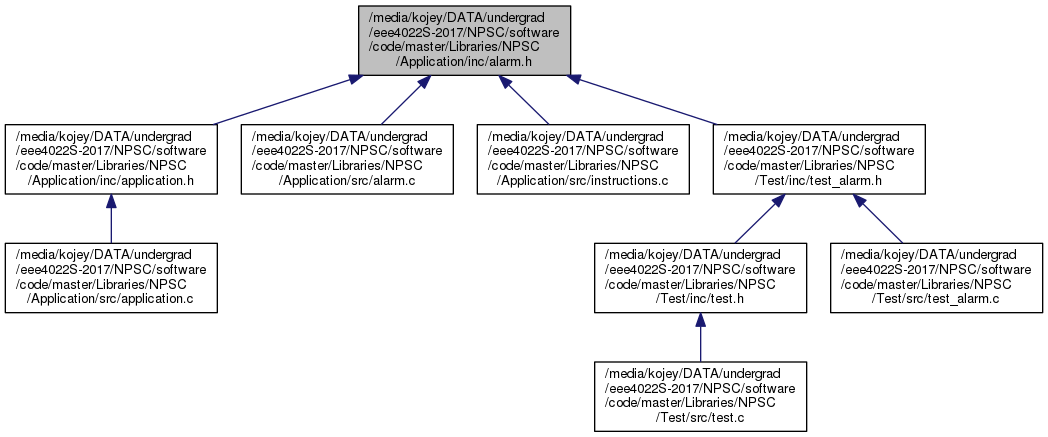 /media/kojey/DATA/undergrad
/eee4022S-2017/NPSC/software
/code/master/Libraries/NPSC
/Application/inc/alarm.h
/media/kojey/DATA/undergrad
/eee4022S-2017/NPSC/software
/code/master/Libraries/NPSC
/Application/inc/application.h
/media/kojey/DATA/undergrad
/eee4022S-2017/NPSC/software
/code/master/Libraries/NPSC
/Application/src/alarm.c
/media/kojey/DATA/undergrad
/eee4022S-2017/NPSC/software
/code/master/Libraries/NPSC
/Application/src/instructions.c
/media/kojey/DATA/undergrad
/eee4022S-2017/NPSC/software
/code/master/Libraries/NPSC
/Test/inc/test_alarm.h
/media/kojey/DATA/undergrad
/eee4022S-2017/NPSC/software
/code/master/Libraries/NPSC
/Application/src/application.c
/media/kojey/DATA/undergrad
/eee4022S-2017/NPSC/software
/code/master/Libraries/NPSC
/Test/inc/test.h
/media/kojey/DATA/undergrad
/eee4022S-2017/NPSC/software
/code/master/Libraries/NPSC
/Test/src/test_alarm.c
/media/kojey/DATA/undergrad
/eee4022S-2017/NPSC/software
/code/master/Libraries/NPSC
/Test/src/test.c